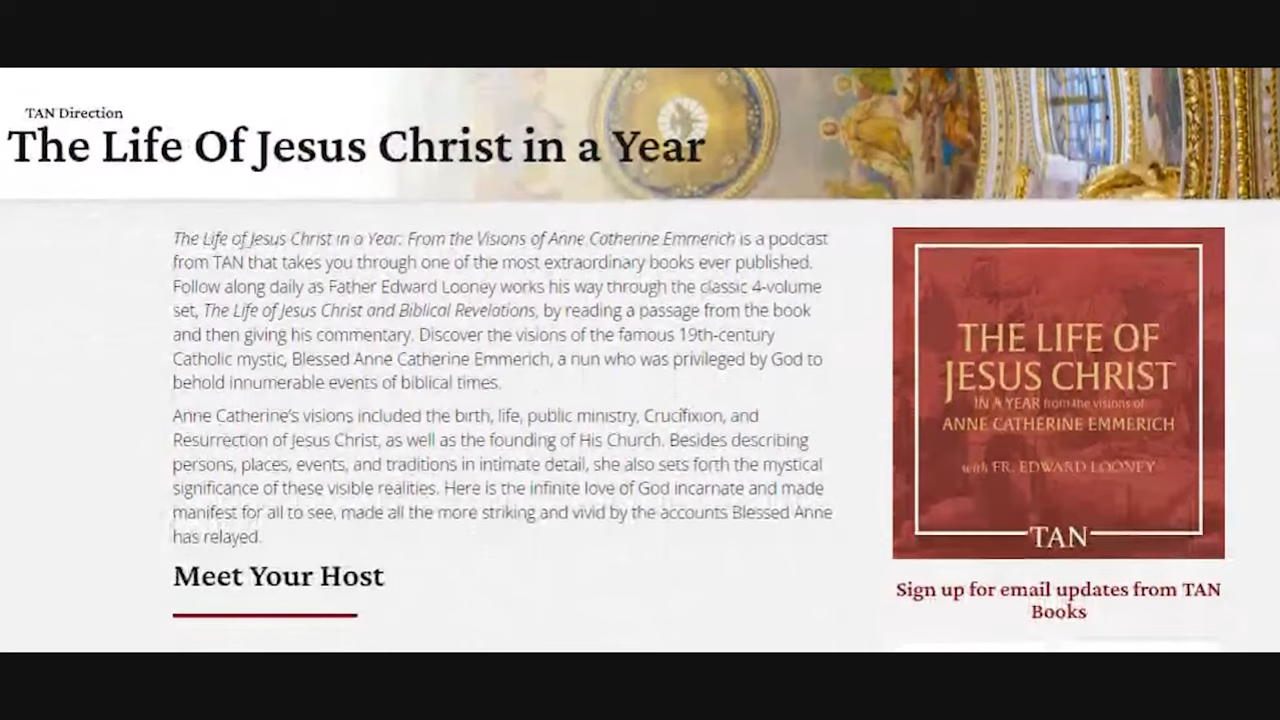 TAN Direction
The Life Of Jesus Christ in a Year
The Life of Jesus Christ in a Year: From the Visions of Anne Catherine Emmerich is a podcast
from TAN that takes you through one of the most extraordinary books ever published.
Follow along daily as Father Edward Looney works his way through the classic 4-volume
set, The Life of Jesus Christ and Biblical Revelations, by reading a passage from the book
and then giving his commentary. Discover the visions of the famous 19th-century
Catholic mystic, Blessed Anne Catherine Emmerich, a nun who was privileged by God to
behold innumerable events of biblical times.
Anne Catherine's visions included the birth, life, public ministry, Crucifixion, and
Resurrection of Jesus Christ, as well as the founding of His Church. Besides describing
persons, places, events, and traditions in intimate detail, she also sets forth the mystical
significance of these visible realities. Here is the infinite love of God incarnate and made
manifest for all to see, made all the more striking and vivid by the accounts Blessed Anne
has relayed.
Meet Your Host
THE LIFE OF
JESUS CHRIST
IN A YEAR from the visions of
ANNE CATHERINE EMMERICH
with FR. EDWARD LOONEY
TAN
Sign up for email updates from TAN
Books